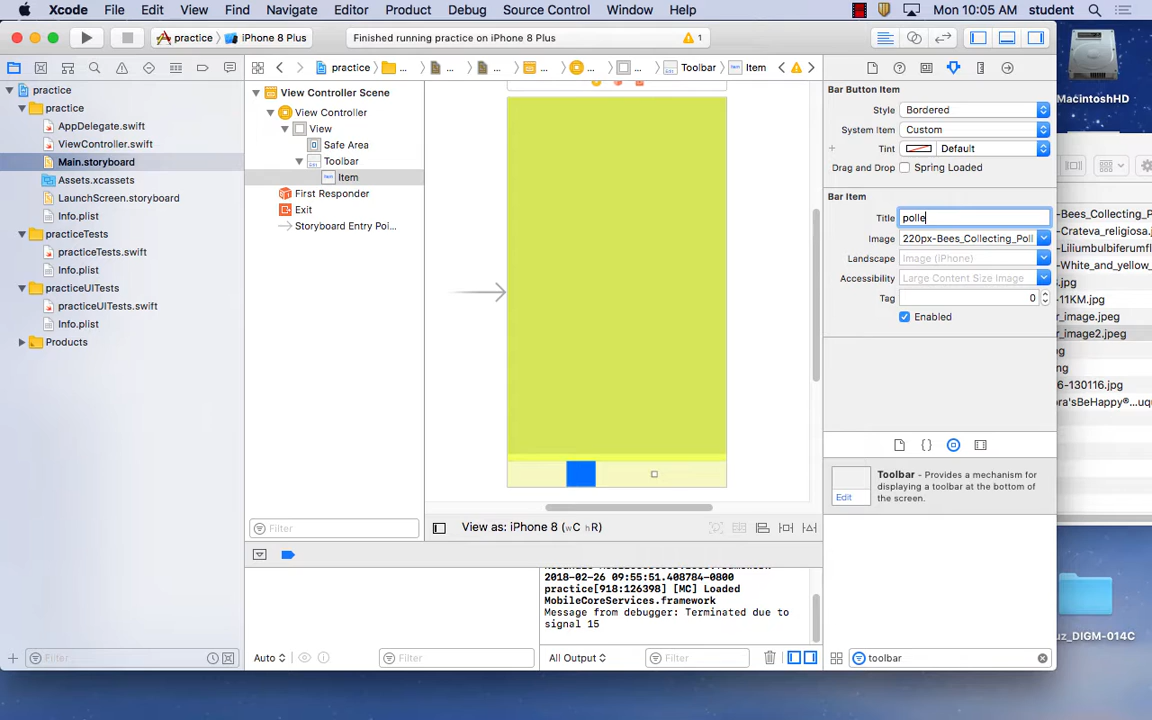 Xcode File Edit View Find Navigate Editor Product Debug Source Control Window Help Mon 10:05 AM student
practice iPhone 8 Plus Finished running practice on iPhone 8 Plus 1
practice ... ... ... ... ... ... Toolbar Item
practice
practice
AppDelegate.swift
ViewController.swift
Main.storyboard
Assets.xcassets
LaunchScreen.storyboard
Info.plist
practiceTests
practiceTests.swift
Info.plist
practiceUITests
practiceUITests.swift
Info.plist
Products
Filter
View Controller Scene
View Controller
View
Safe Area
Toolbar
Item
First Responder
Exit
Storyboard Entry Poi...
Filter
View as: iPhone 8 (wC hR)
2018-02-26 09:55:51.408784-0800
practice[918:126398] [MC] Loaded
MobileCoreServices.framework
Message from debugger: Terminated due to
signal 15
Auto Filter All Output Filter
Bar Button Item
Style Bordered
System Item Custom
Tint Default
Drag and Drop Spring Loaded
Bar Item
Title polle
Image 220px-Bees_Collecting_Poll
Landscape Image (iPhone)
Accessibility Large Content Size Image
Tag 0
Enabled
Toolbar - Provides a mechanism for
displaying a toolbar at the bottom of
the screen.
Edit
toolbar
MacintoshHD
-Bees_Collecting_P
-Crateva_religiosa.j
-Liliumbulbiferumfl
-White_and_yellow_
.jpg
-11KM.jpg
r_image.jpeg
r_image2.jpeg
6-130116.jpg
ra'sBeHappy®...uq
uz_DIGM-014C